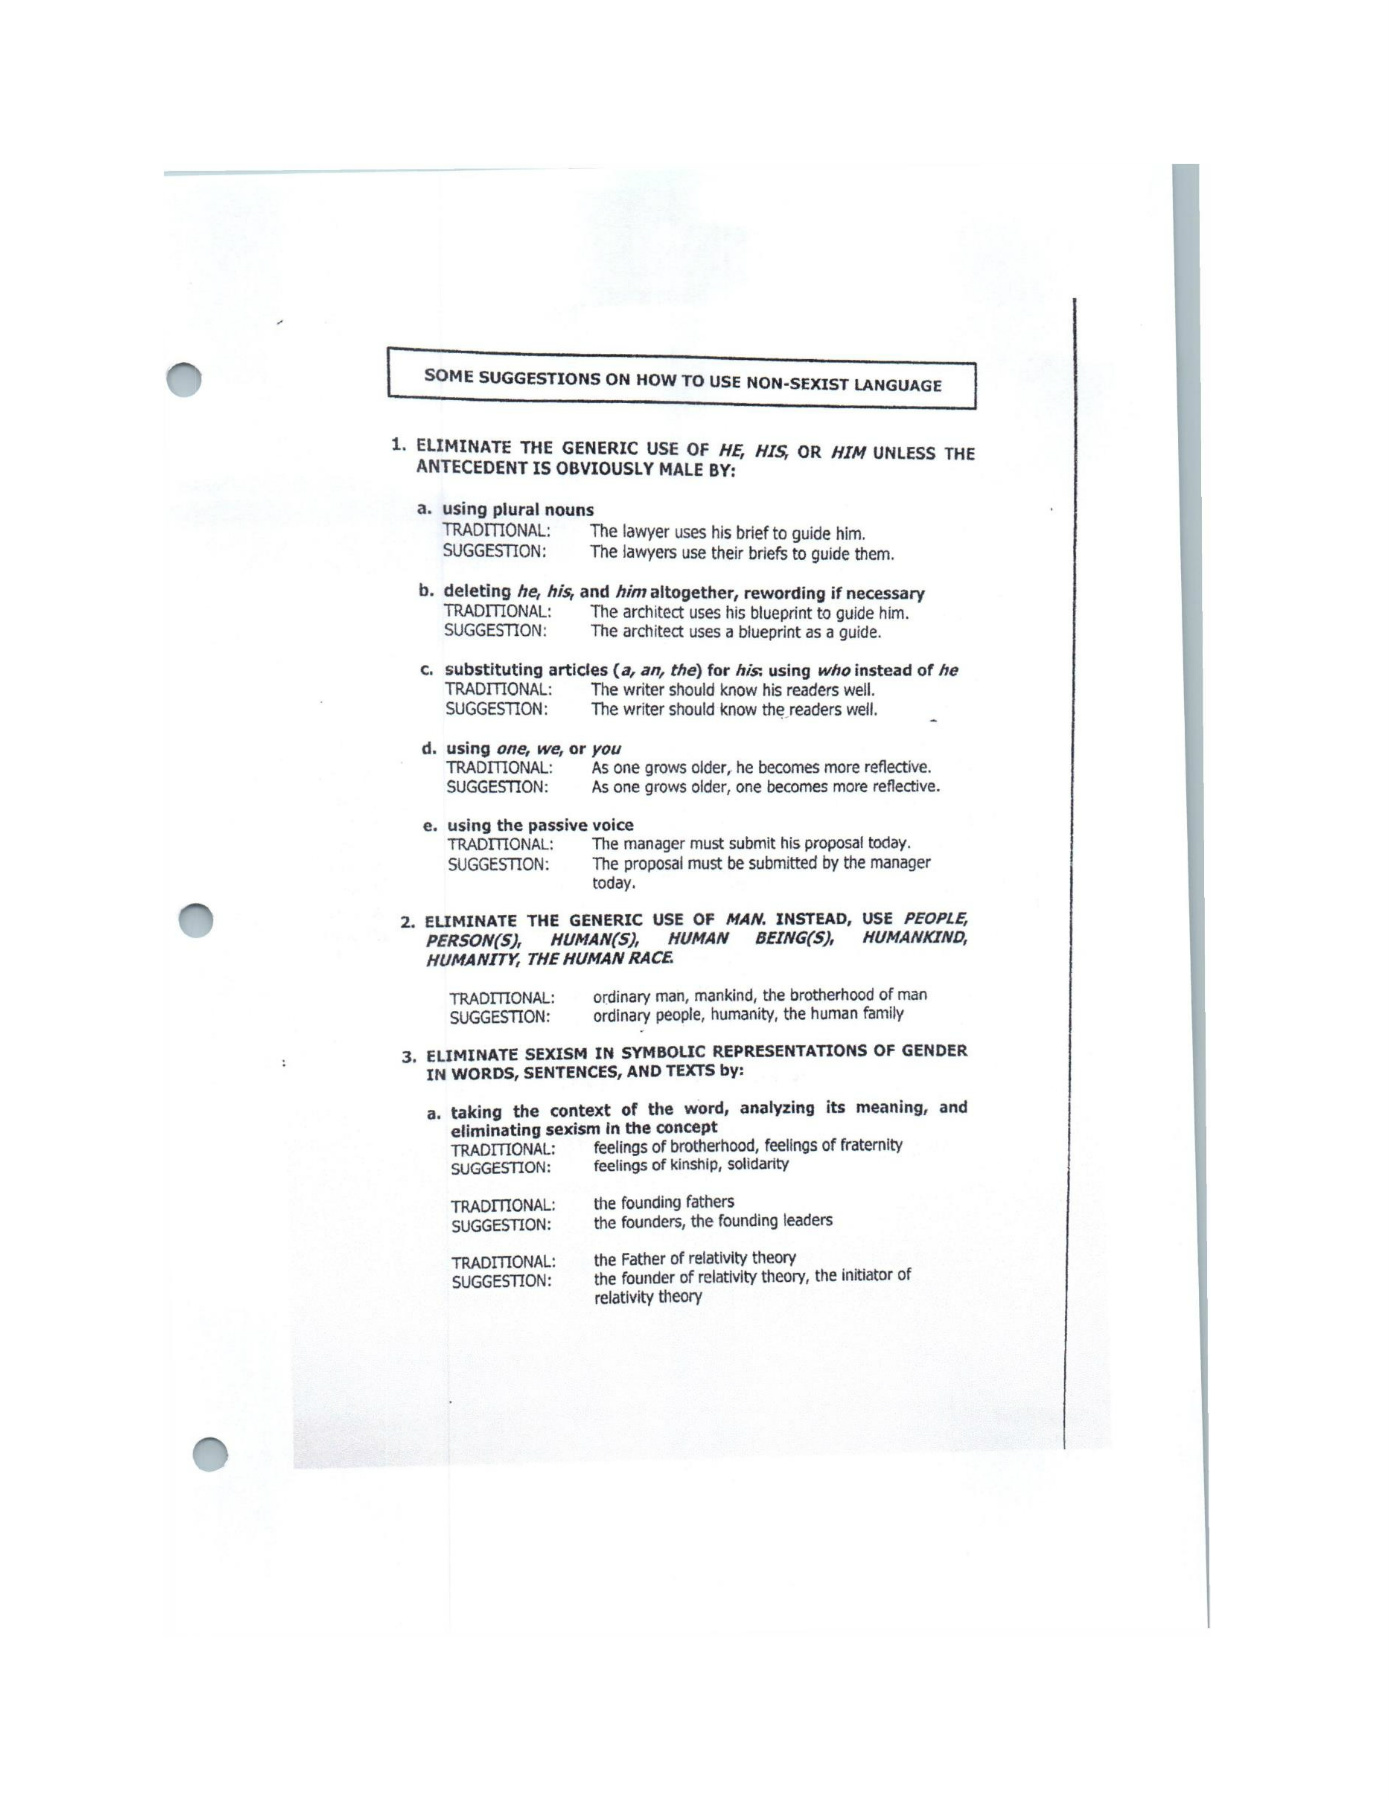 SOME SUGGESTIONS ON HOW TO USE NON-SEXIST LANGUAGE
1. ELIMINATE THE GENERIC USE OF HE, HIS, OR HIM UNLESS THE
ANTECEDENT IS OBVIOUSLY MALE BY:
a. using plural nouns
TRADITIONAL: The lawyer uses his brief to guide him.
SUGGESTION: The lawyers use their briefs to guide them.
b. deleting he, his, and him altogether, rewording if necessary
TRADITIONAL: The architect uses his blueprint to guide him.
SUGGESTION: The architect uses a blueprint as a guide.
c. substituting articles (a, an, the) for his: using who instead of he
TRADITIONAL: The writer should know his readers well.
SUGGESTION: The writer should know the readers well.
d. using one, we, or you
TRADITIONAL: As one grows older, he becomes more reflective.
SUGGESTION: As one grows older, one becomes more reflective.
e. using the passive voice
TRADITIONAL: The manager must submit his proposal today.
SUGGESTION: The proposal must be submitted by the manager
today.
2. ELIMINATE THE GENERIC USE OF MAN. INSTEAD, USE PEOPLE,
PERSON(S), HUMAN(S), HUMAN BEING(S), HUMANKIND,
HUMANITY, THE HUMAN RACE.
TRADITIONAL: ordinary man, mankind, the brotherhood of man
SUGGESTION: ordinary people, humanity, the human family
3. ELIMINATE SEXISM IN SYMBOLIC REPRESENTATIONS OF GENDER
IN WORDS, SENTENCES, AND TEXTS by:
a. taking the context of the word, analyzing its meaning, and
eliminating sexism in the concept
TRADITIONAL: feelings of brotherhood, feelings of fraternity
SUGGESTION: feelings of kinship, solidarity
TRADITIONAL: the founding fathers
SUGGESTION: the founders, the founding leaders
TRADITIONAL: the Father of relativity theory
SUGGESTION: the founder of relativity theory, the initiator of
relativity theory